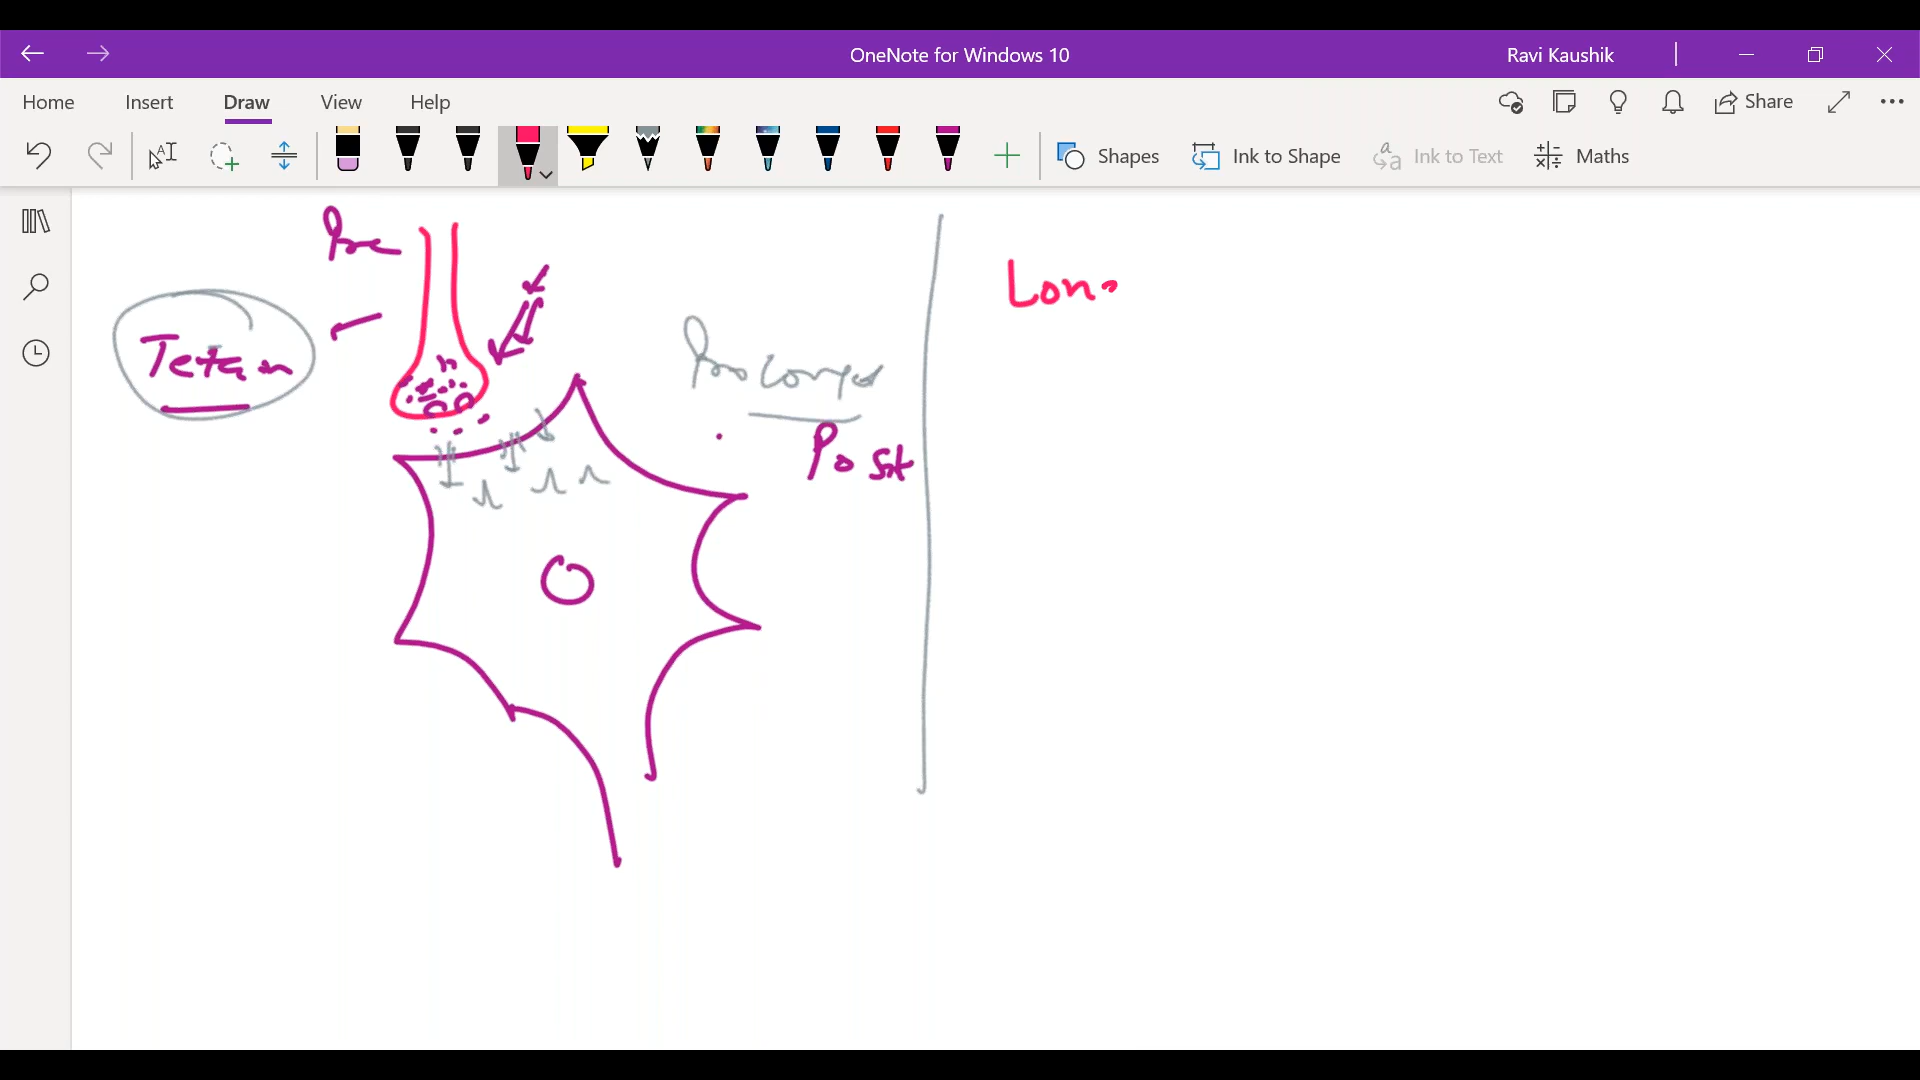 OneNote for Windows 10
Ravi Kaushik
Home Insert Draw View Help
Share
Shapes Ink to Shape Ink to Text Maths
Pre
Tetan
Prolonged
Post
Lon